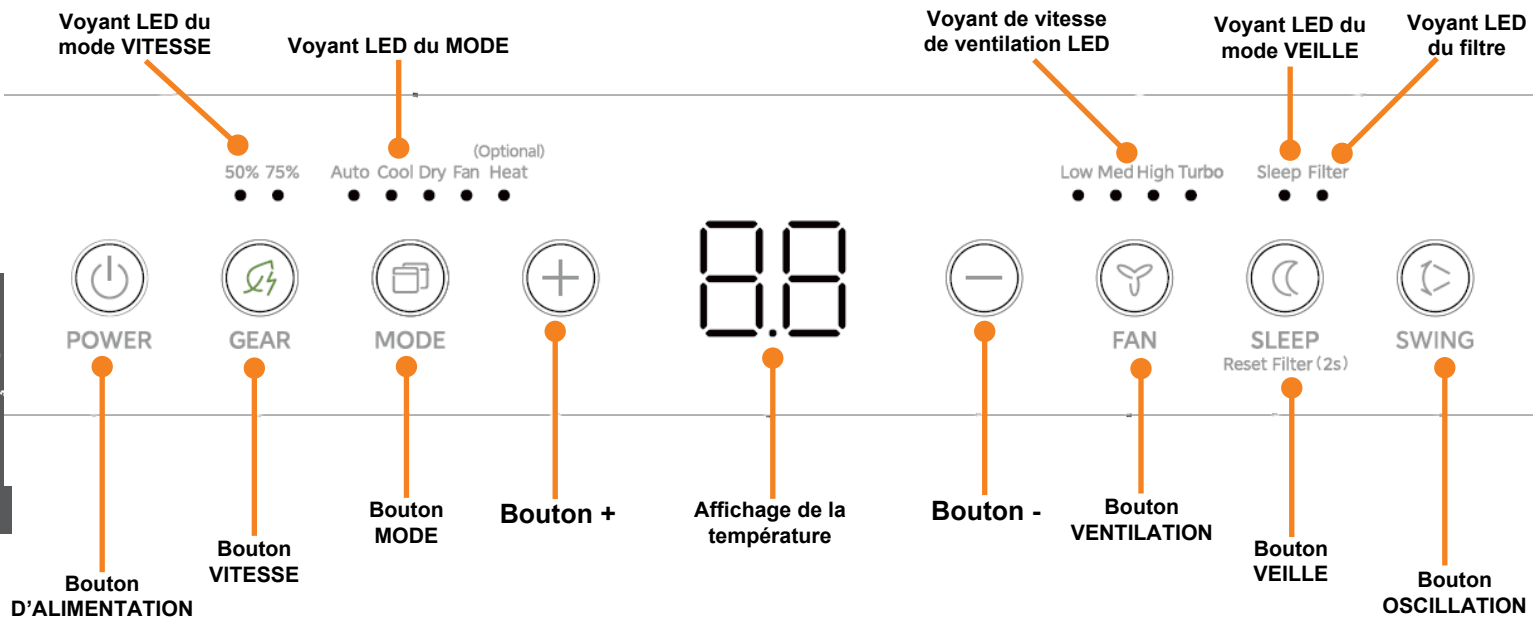 Voyant LED du
mode VITESSE
Voyant LED du MODE
Voyant de vitesse
de ventilation LED
Voyant LED du
mode VEILLE
Voyant LED
du filtre
50% 75%
(Optional)
Auto Cool Dry Fan Heat
Low Med High Turbo
Sleep Filter
8.8
POWER
GEAR
MODE
FAN
SLEEP
Reset Filter (2s)
SWING
Bouton
D'ALIMENTATION
Bouton
VITESSE
Bouton
MODE
Bouton +
Affichage de la
température
Bouton -
Bouton
VENTILATION
Bouton
VEILLE
Bouton
OSCILLATION